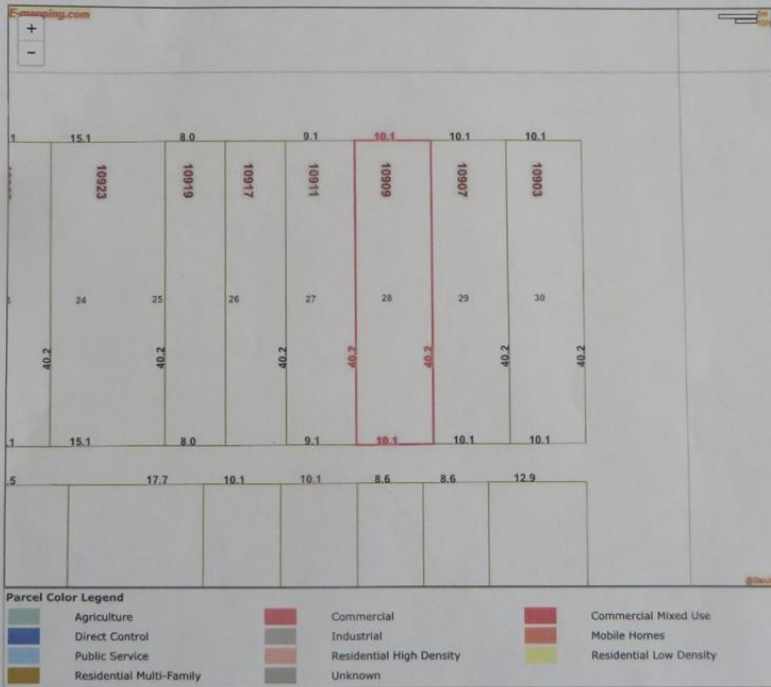 E-mapping.com
+
−
1 15.1 8.0 9.1 10.1 10.1 10.1
10923 10919 10917 10911 10909 10907 10903
24 25 26 27 28 29 30
40.2 40.2 40.2 40.2 40.2 40.2 40.2
1 15.1 8.0 9.1 10.1 10.1 10.1
.5 17.7 10.1 10.1 8.6 8.6 12.9
Parcel Color Legend
Agriculture Commercial Commercial Mixed Use
Direct Control Industrial Mobile Homes
Public Service Residential High Density Residential Low Density
Residential Multi-Family Unknown